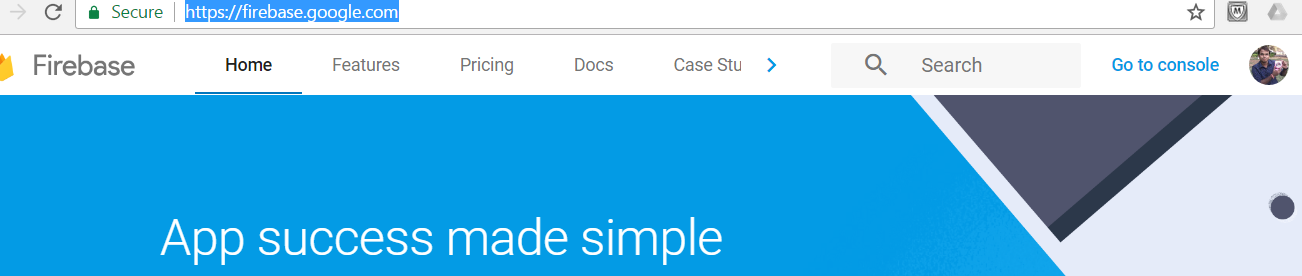 Secure https://firebase.google.com
Firebase Home Features Pricing Docs Case Stu Search Go to console
App success made simple